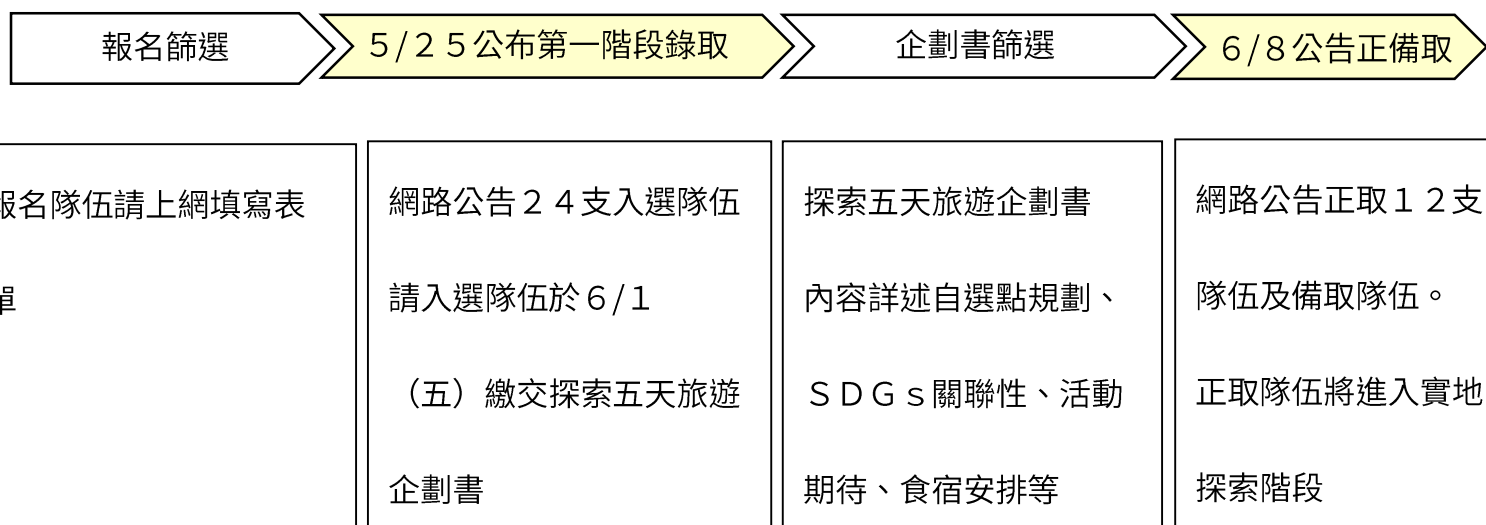 報名篩選
５/２５公布第一階段錄取
企劃書篩選
６/８公告正備取
報名隊伍請上網填寫表
單
網路公告２４支入選隊伍
請入選隊伍於６/１
（五）繳交探索五天旅遊
企劃書
探索五天旅遊企劃書
內容詳述自選點規劃、
ＳＤＧｓ關聯性、活動
期待、食宿安排等
網路公告正取１２支
隊伍及備取隊伍。
正取隊伍將進入實地
探索階段